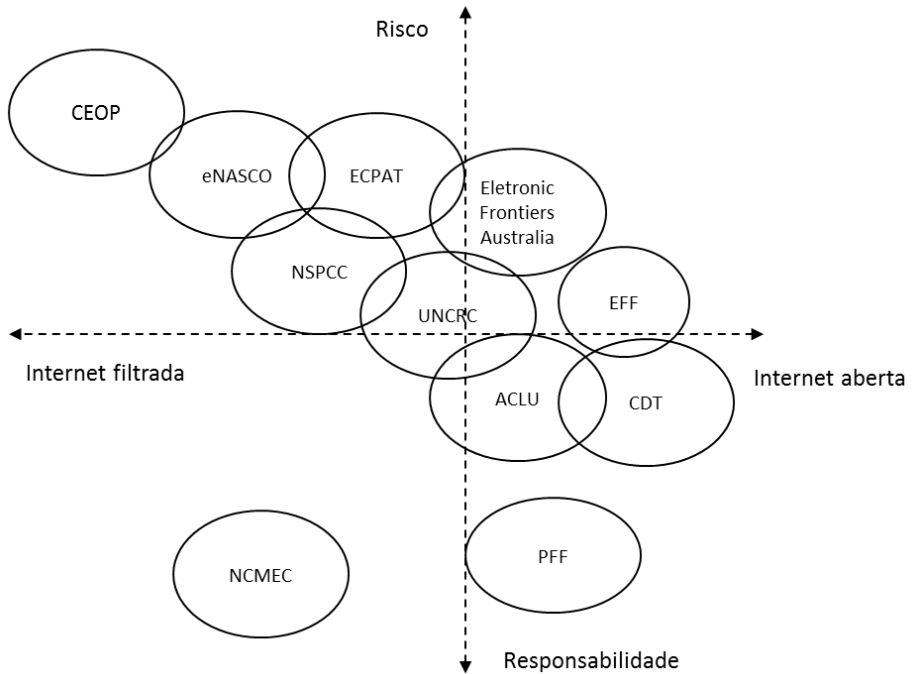 Risco
CEOP
eNASCO
ECPAT
Eletronic
Frontiers
Australia
NSPCC
UNCRC
EFF
Internet filtrada
Internet aberta
ACLU
CDT
NCMEC
PFF
Responsabilidade